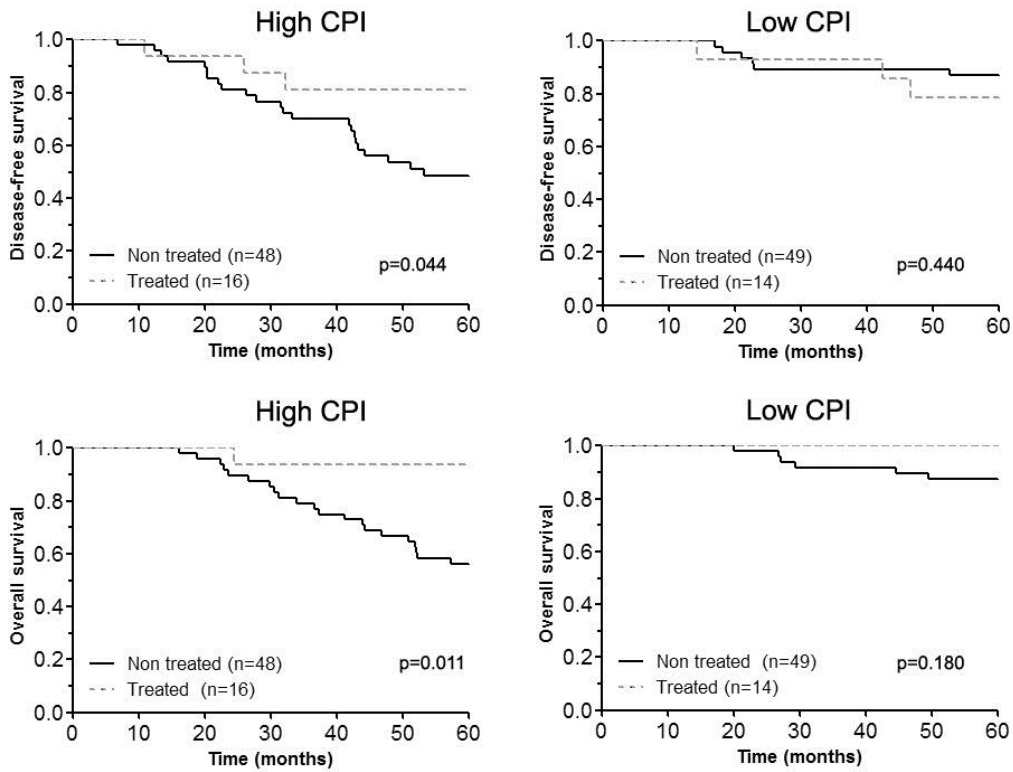 High CPI
Disease-free survival
1.0
0.8
0.6
0.4
0.2
0.0
Non treated (n=48)
Treated (n=16)
p=0.044
0 10 20 30 40 50 60
Time (months)
Low CPI
Disease-free survival
1.0
0.8
0.6
0.4
0.2
0.0
Non treated (n=49)
Treated (n=14)
p=0.440
0 10 20 30 40 50 60
Time (months)
High CPI
Overall survival
1.0
0.8
0.6
0.4
0.2
0.0
Non treated (n=48)
Treated (n=16)
p=0.011
0 10 20 30 40 50 60
Time (months)
Low CPI
Overall survival
1.0
0.8
0.6
0.4
0.2
0.0
Non treated (n=49)
Treated (n=14)
p=0.180
0 10 20 30 40 50 60
Time (months)